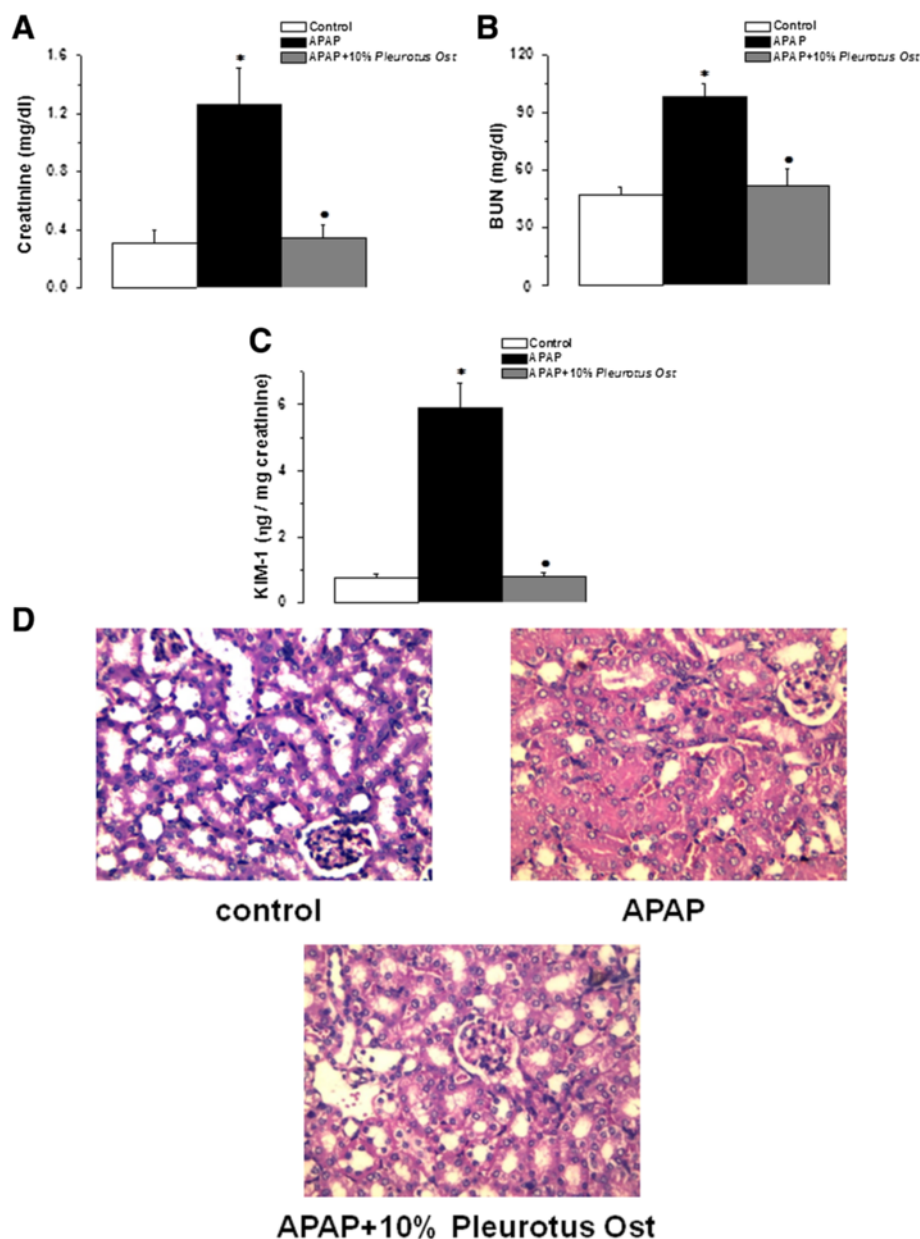 A
Control
APAP
APAP+10% Pleurotus Ost
Creatinine (mg/dl)
1.6
1.2
0.8
0.4
0.0
*
•
B
Control
APAP
APAP+10% Pleurotus Ost
BUN (mg/dl)
120
90
60
30
0
*
•
C
Control
APAP
APAP+10% Pleurotus Ost
KIM-1 (ηg / mg creatinine)
6
4
2
0
*
•
D
control
APAP
APAP+10% Pleurotus Ost